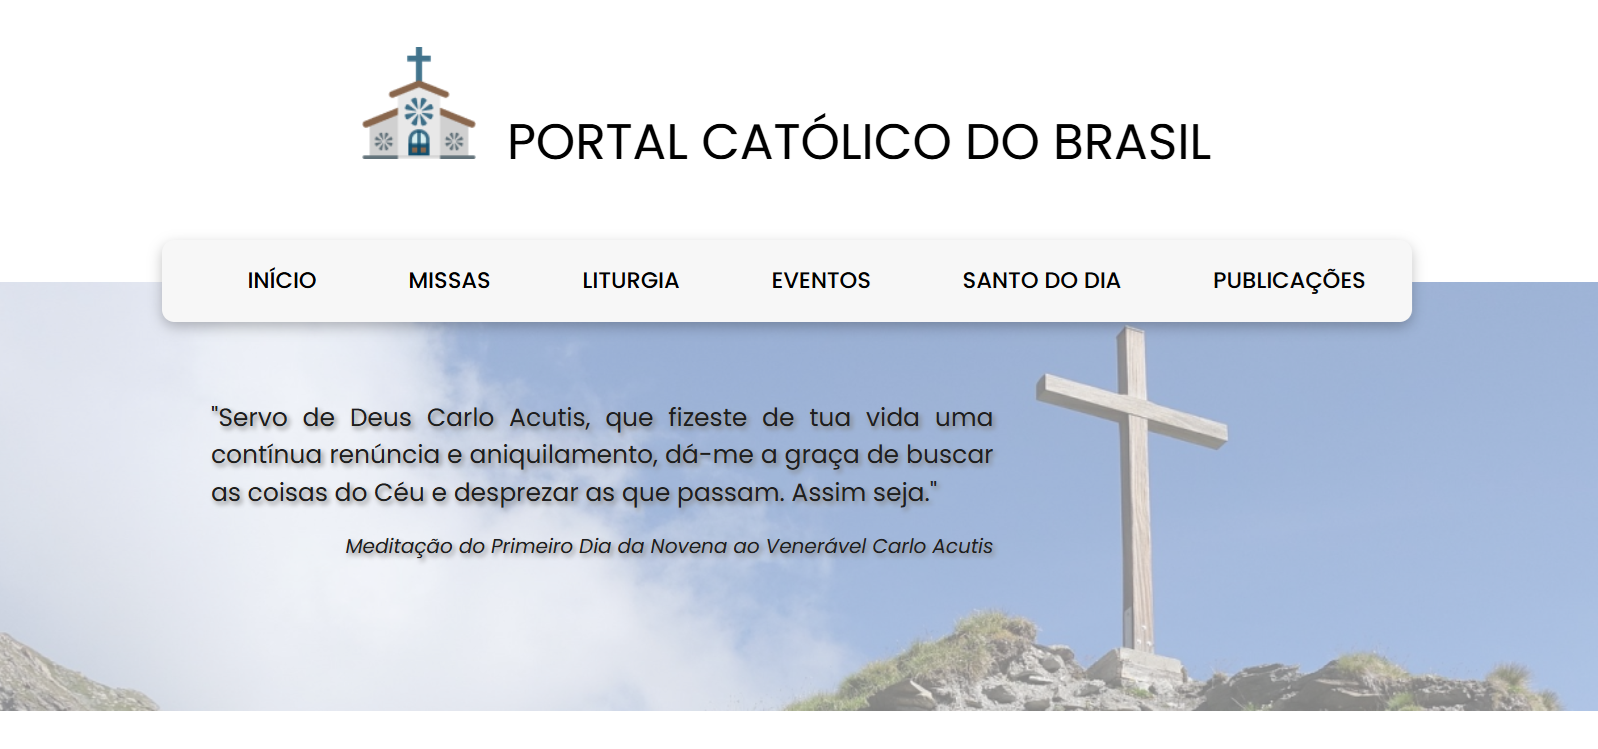 PORTAL CATÓLICO DO BRASIL
INÍCIO MISSAS LITURGIA EVENTOS SANTO DO DIA PUBLICAÇÕES
"Servo de Deus Carlo Acutis, que fizeste de tua vida uma
contínua renúncia e aniquilamento, dá-me a graça de buscar
as coisas do Céu e desprezar as que passam. Assim seja."
Meditação do Primeiro Dia da Novena ao Venerável Carlo Acutis